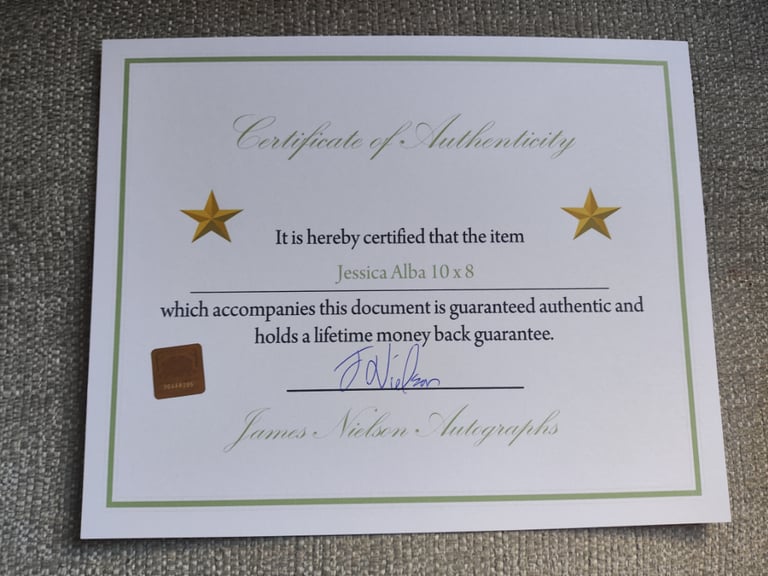 Certificate of Authenticity
It is hereby certified that the item
Jessica Alba 10 x 8
which accompanies this document is guaranteed authentic and
holds a lifetime money back guarantee.
J Nielson
James Nielson Autographs